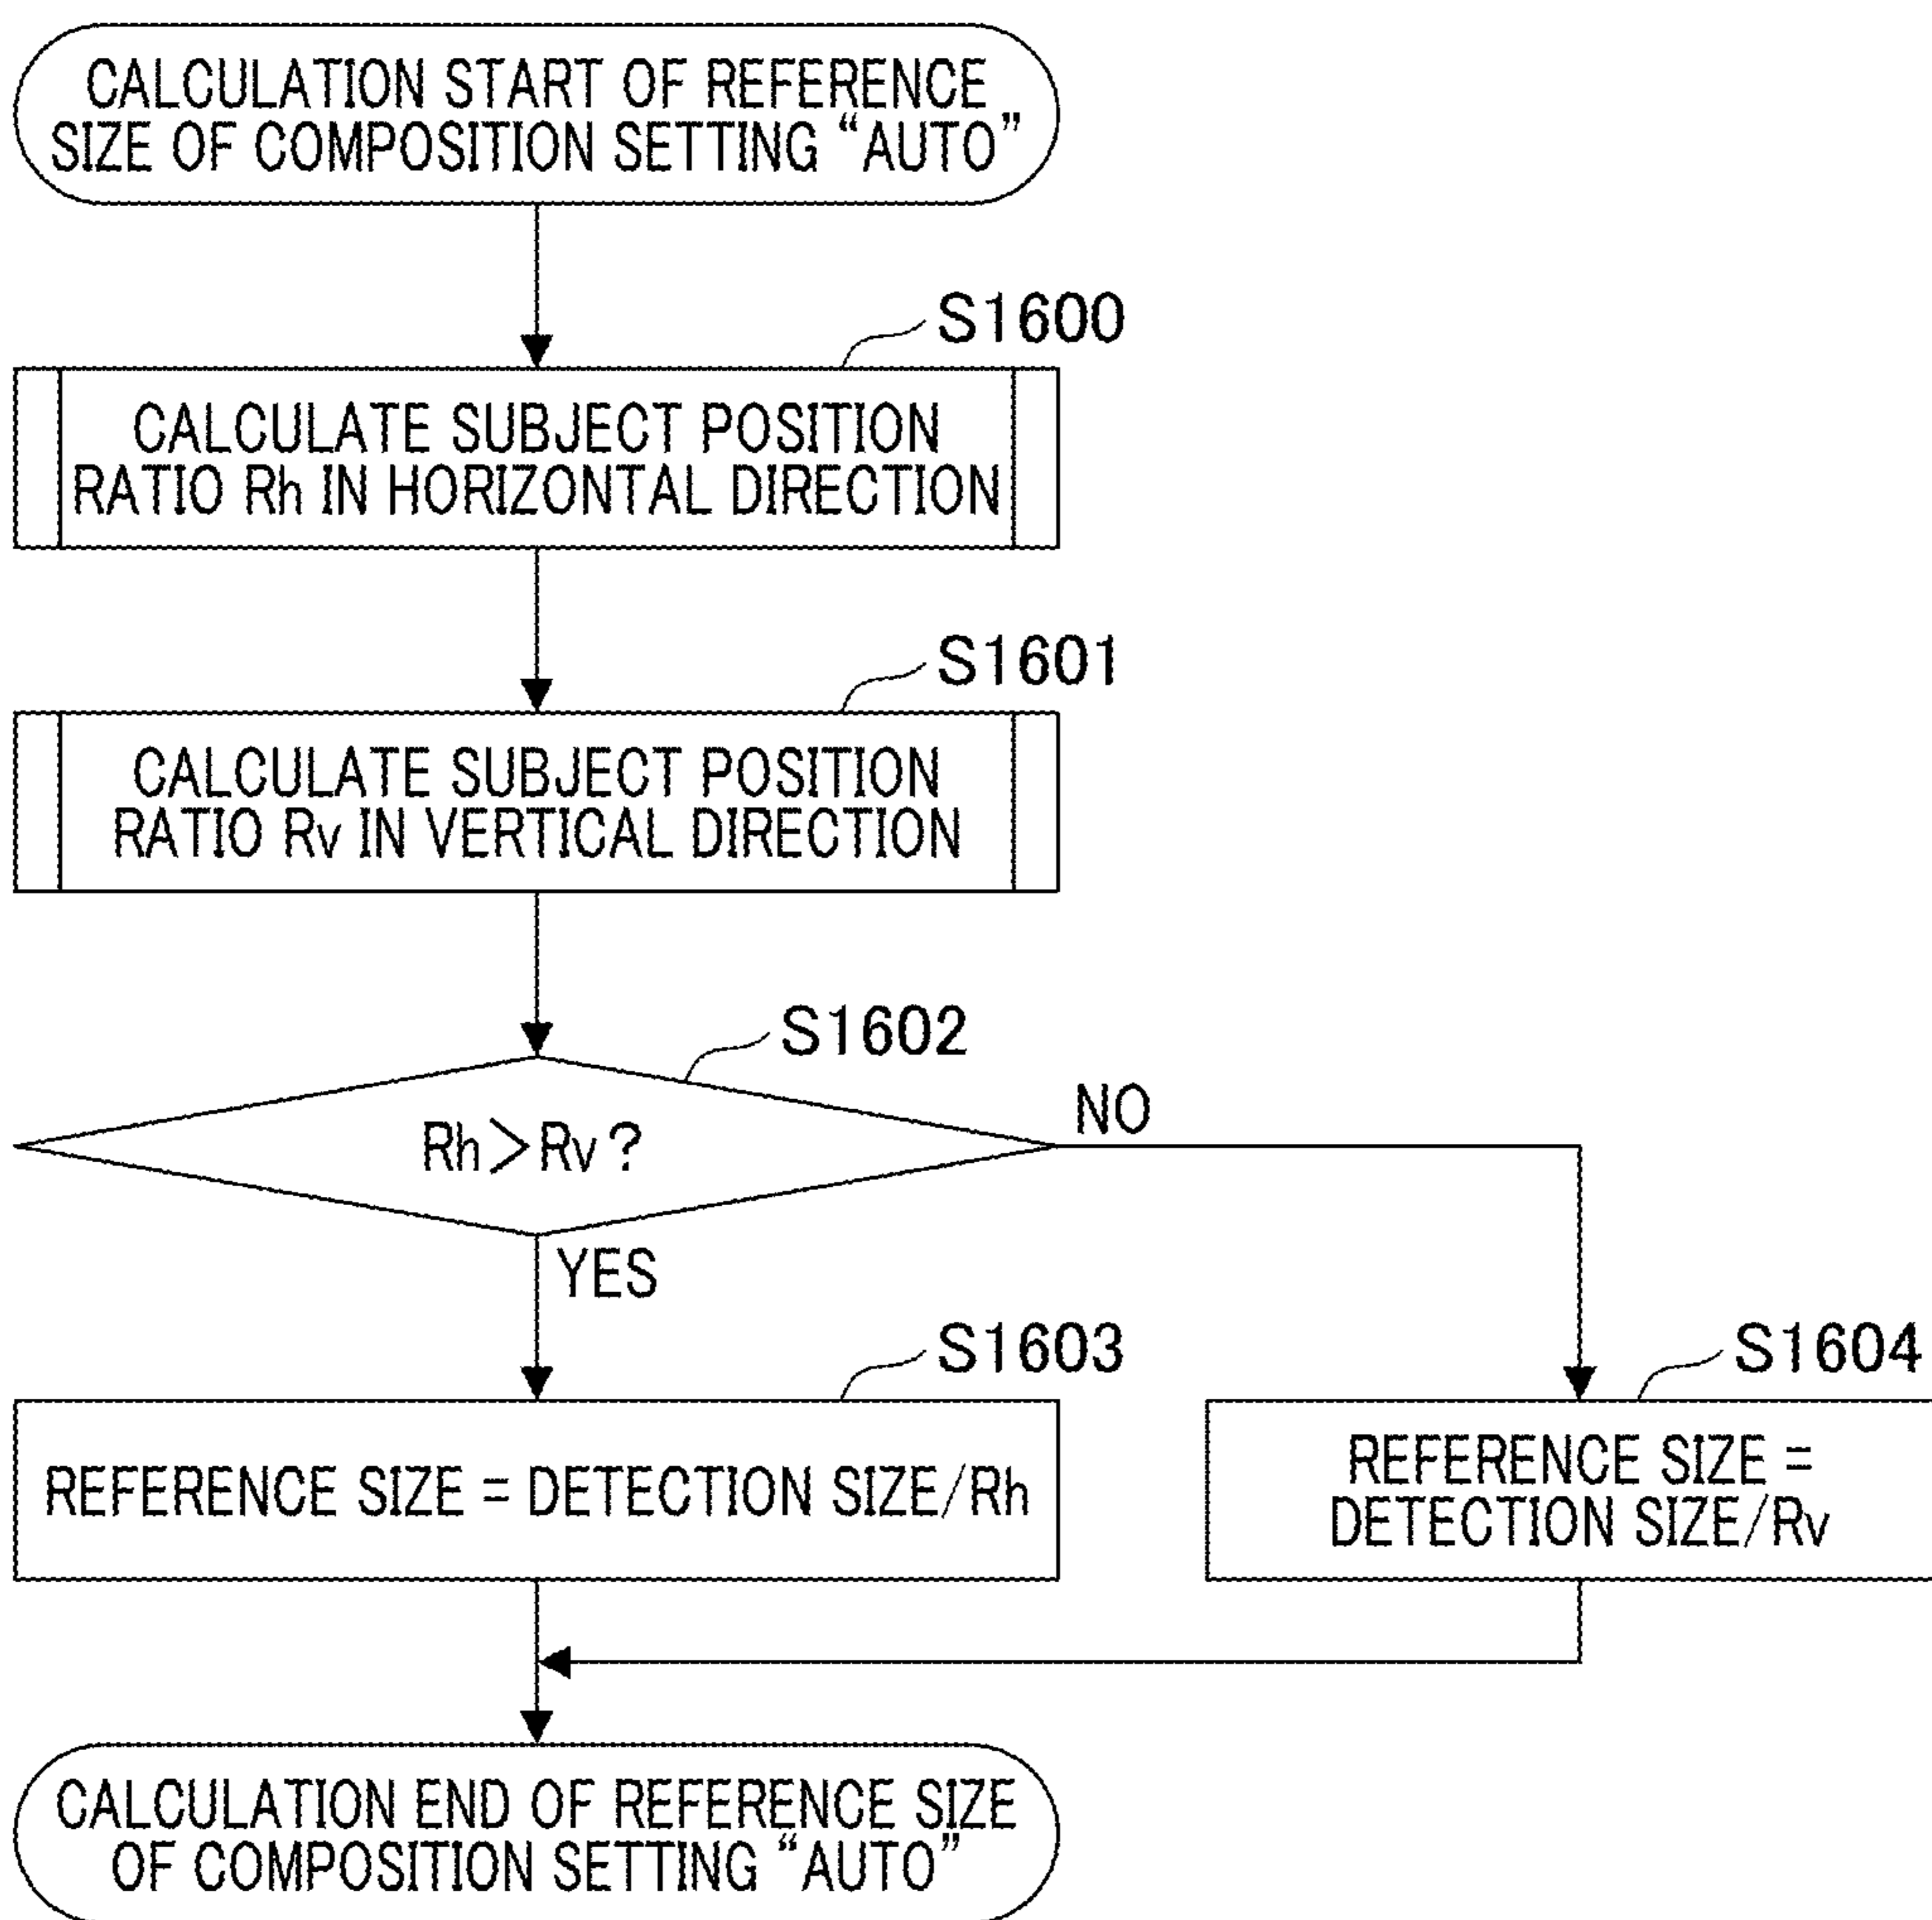 CALCULATION START OF REFERENCE
SIZE OF COMPOSITION SETTING “AUTO”
S1600
CALCULATE SUBJECT POSITION
RATIO Rh IN HORIZONTAL DIRECTION
S1601
CALCULATE SUBJECT POSITION
RATIO Rv IN VERTICAL DIRECTION
S1602
Rh>Rv?
NO
YES
S1603
REFERENCE SIZE = DETECTION SIZE/Rh
S1604
REFERENCE SIZE =
DETECTION SIZE/Rv
CALCULATION END OF REFERENCE SIZE
OF COMPOSITION SETTING “AUTO”